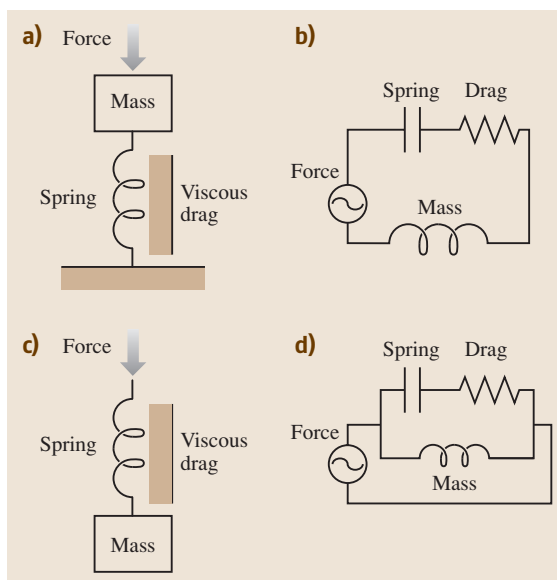 a)
Force
Mass
Spring
Viscous
drag
b)
Spring Drag
Force
Mass
c)
Force
Spring
Viscous
drag
Mass
d)
Spring Drag
Force
Mass